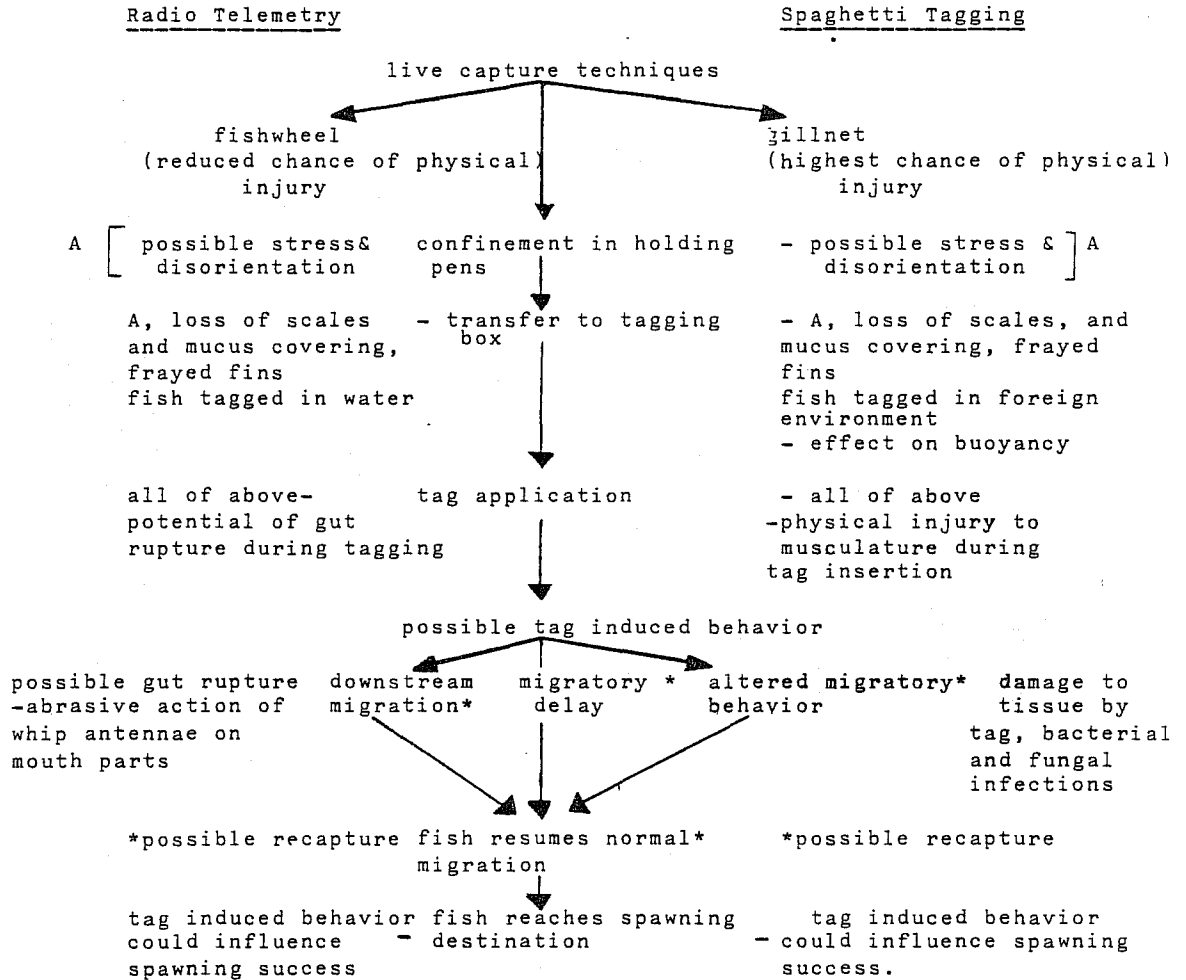 Radio Telemetry
Spaghetti Tagging
live capture techniques
fishwheel
(reduced chance of physical)
injury
gillnet
(highest chance of physical)
injury
A [ possible stress&
disorientation
confinement in holding
pens
- possible stress & ] A
disorientation
A, loss of scales
and mucus covering,
frayed fins
fish tagged in water
- transfer to tagging
box
- A, loss of scales, and
mucus covering, frayed
fins
fish tagged in foreign
environment
- effect on buoyancy
all of above-
potential of gut
rupture during tagging
tag application
- all of above
-physical injury to
musculature during
tag insertion
possible tag induced behavior
possible gut rupture
-abrasive action of
whip antennae on
mouth parts
downstream
migration*
migratory *
delay
altered migratory*
behavior
damage to
tissue by
tag, bacterial
and fungal
infections
*possible recapture
fish resumes normal*
migration
*possible recapture
tag induced behavior
could influence
spawning success
fish reaches spawning
- destination
tag induced behavior
- could influence spawning
success.